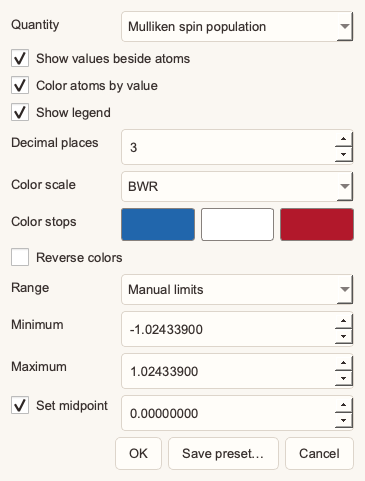 Quantity Mulliken spin population
Show values beside atoms
Color atoms by value
Show legend
Decimal places 3
Color scale BWR
Color stops
Reverse colors
Range Manual limits
Minimum -1.02433900
Maximum 1.02433900
Set midpoint 0.00000000
OK Save preset... Cancel